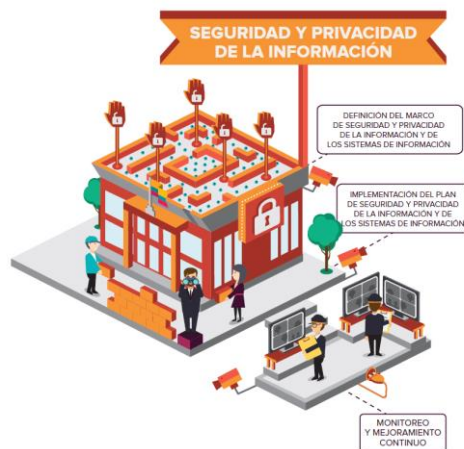 SEGURIDAD Y PRIVACIDAD
DE LA INFORMACIÓN
DEFINICIÓN DEL MARCO
DE SEGURIDAD Y PRIVACIDAD
DE LA INFORMACIÓN Y DE
LOS SISTEMAS DE INFORMACIÓN
IMPLEMENTACIÓN DEL PLAN
DE SEGURIDAD Y PRIVACIDAD
DE LA INFORMACIÓN Y DE
LOS SISTEMAS DE INFORMACIÓN
MONITOREO
Y MEJORAMIENTO
CONTINUO